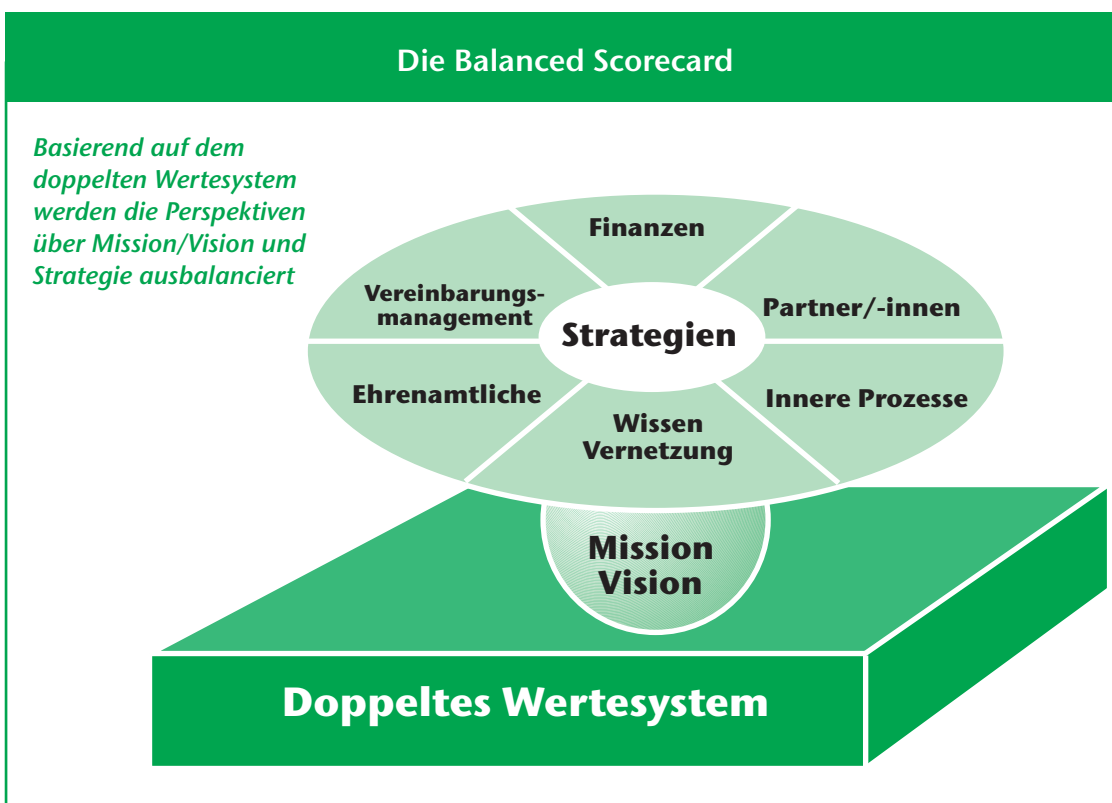 Die Balanced Scorecard
Basierend auf dem
doppelten Wertesystem
werden die Perspektiven
über Mission/Vision und
Strategie ausbalanciert
Finanzen
Vereinbarungs-
management
Partner/-innen
Strategien
Ehrenamtliche
Innere Prozesse
Wissen
Vernetzung
Mission
Vision
Doppeltes Wertesystem